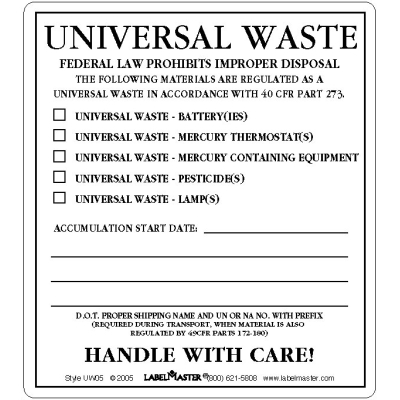 UNIVERSAL WASTE
FEDERAL LAW PROHIBITS IMPROPER DISPOSAL
THE FOLLOWING MATERIALS ARE REGULATED AS A
UNIVERSAL WASTE IN ACCORDANCE WITH 40 CFR PART 273.
UNIVERSAL WASTE - BATTERY(IES)
UNIVERSAL WASTE - MERCURY THERMOSTAT(S)
UNIVERSAL WASTE - MERCURY CONTAINING EQUIPMENT
UNIVERSAL WASTE - PESTICIDE(S)
UNIVERSAL WASTE - LAMP(S)
ACCUMULATION START DATE:
D.O.T. PROPER SHIPPING NAME AND UN OR NA NO. WITH PREFIX
(REQUIRED DURING TRANSPORT, WHEN MATERIAL IS ALSO
REGULATED BY 49CFR PARTS 172-180)
HANDLE WITH CARE!
Style UW05 © 2005 LABELMASTER ® (800) 621-5808 www.labelmaster.com